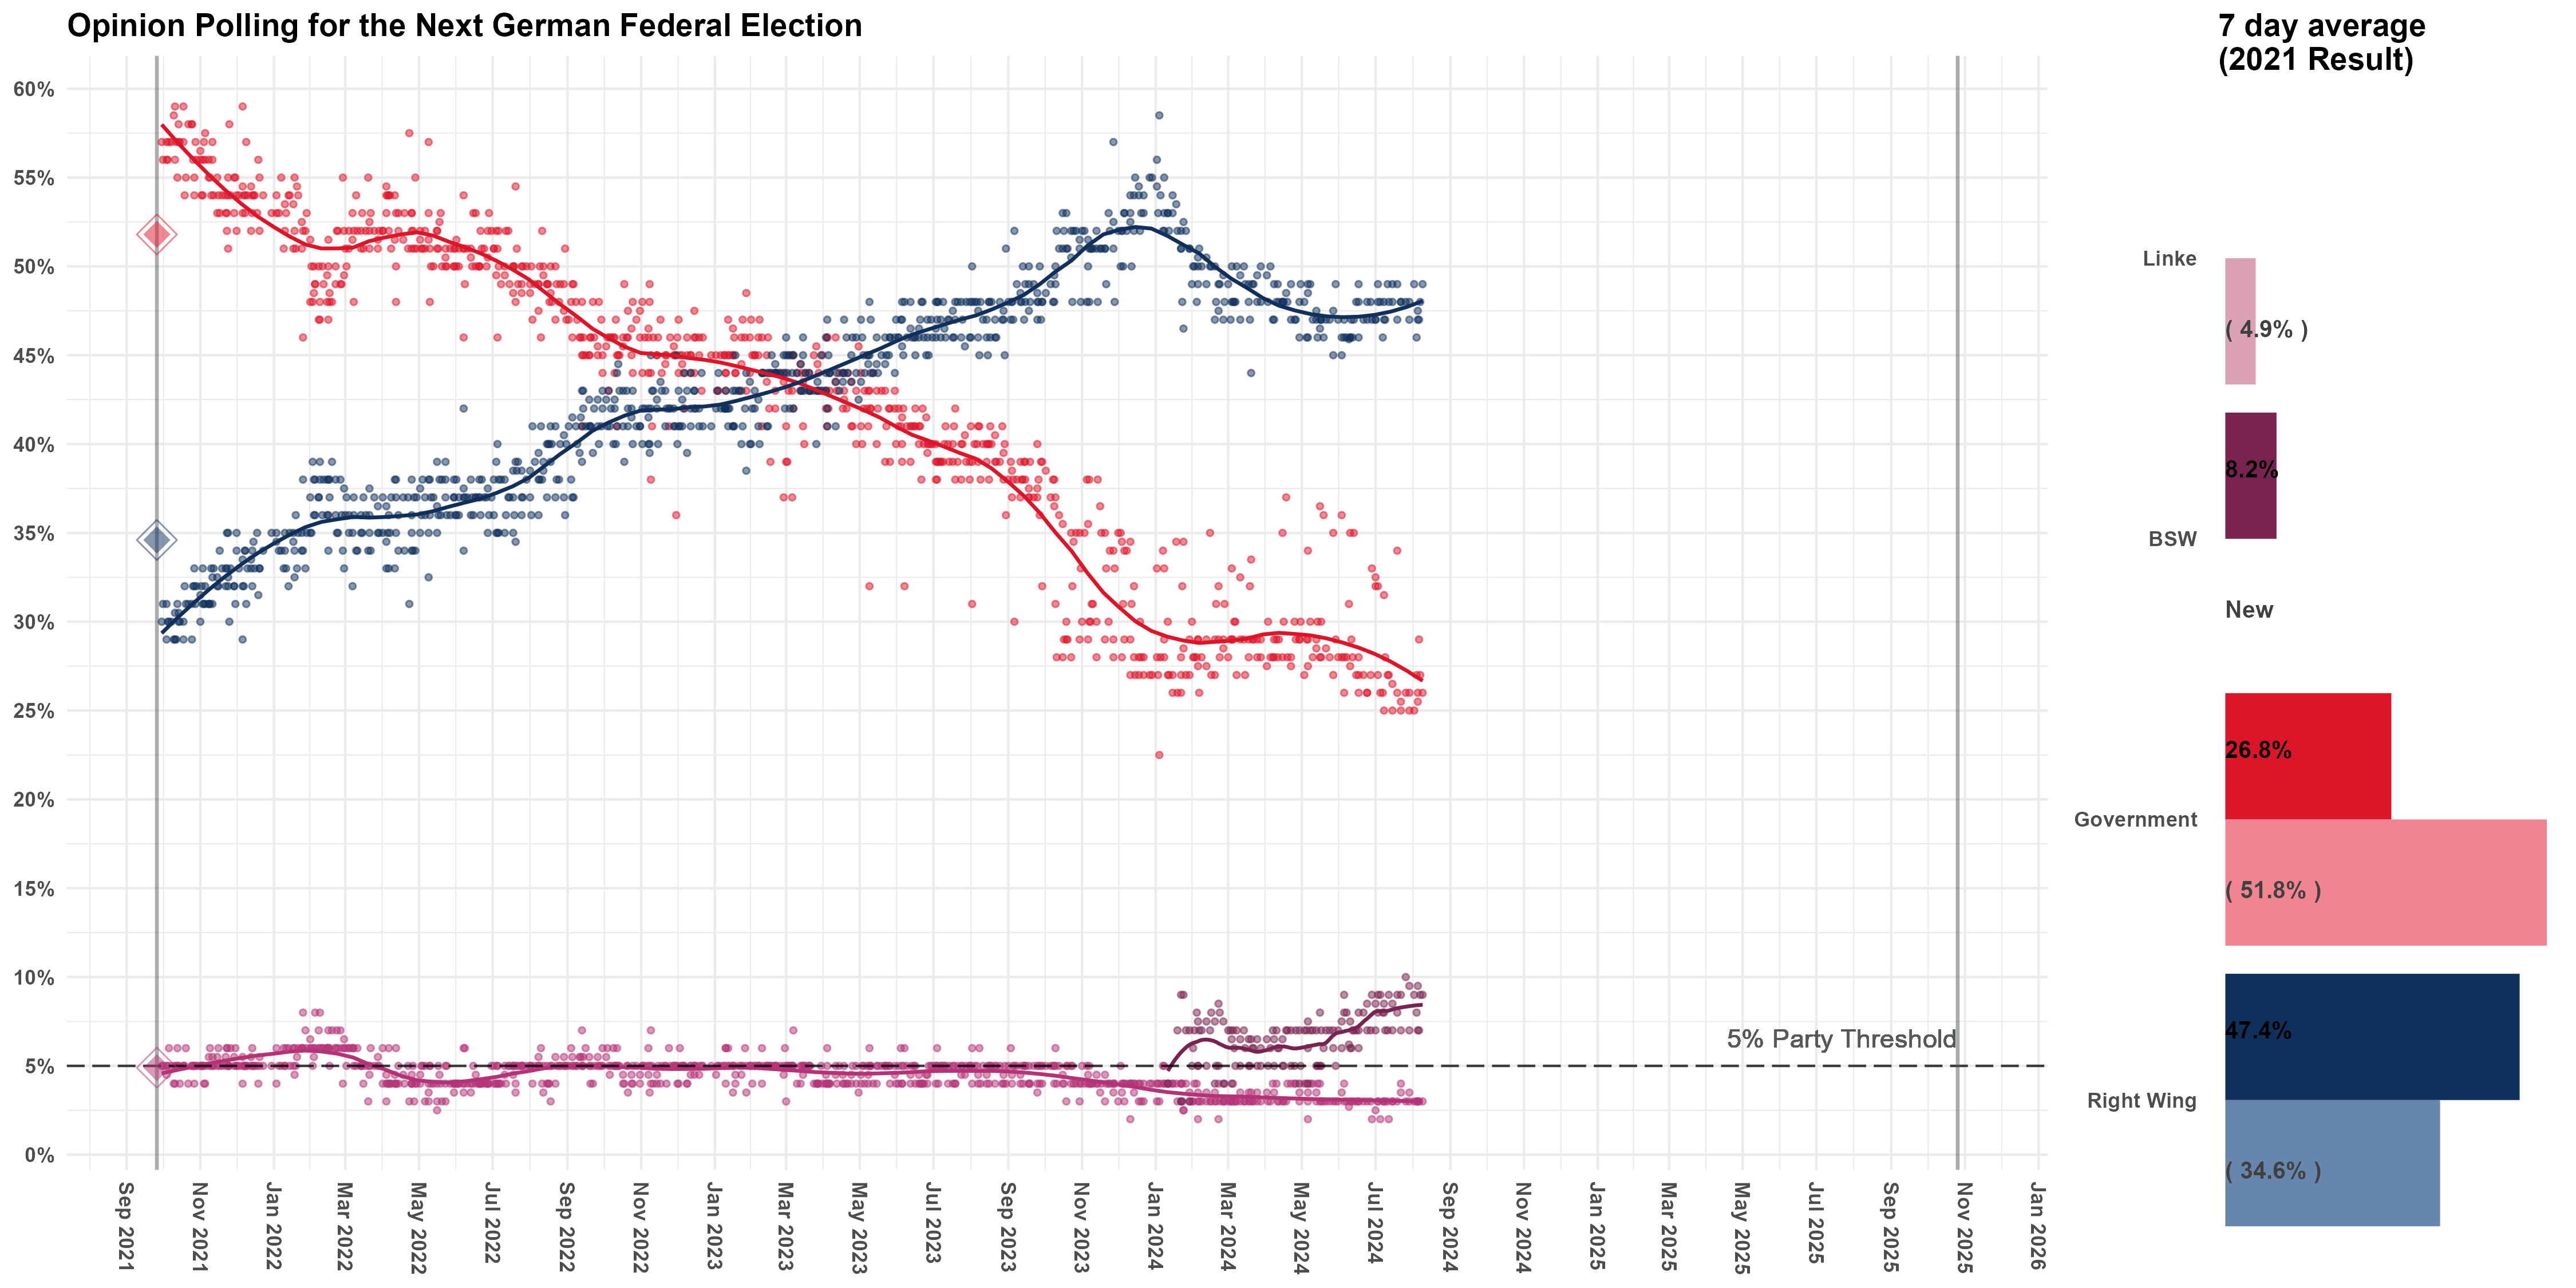 Opinion Polling for the Next German Federal Election
7 day average
(2021 Result)
60%
55%
50%
45%
40%
35%
30%
25%
20%
15%
10%
5%
0%
5% Party Threshold
Sep 2021
Nov 2021
Jan 2022
Mar 2022
May 2022
Jul 2022
Sep 2022
Nov 2022
Jan 2023
Mar 2023
May 2023
Jul 2023
Sep 2023
Nov 2023
Jan 2024
Mar 2024
May 2024
Jul 2024
Sep 2024
Nov 2024
Jan 2025
Mar 2025
May 2025
Jul 2025
Sep 2025
Nov 2025
Jan 2026
Linke
( 4.9% )
8.2%
BSW
New
26.8%
Government
( 51.8% )
47.4%
Right Wing
( 34.6% )